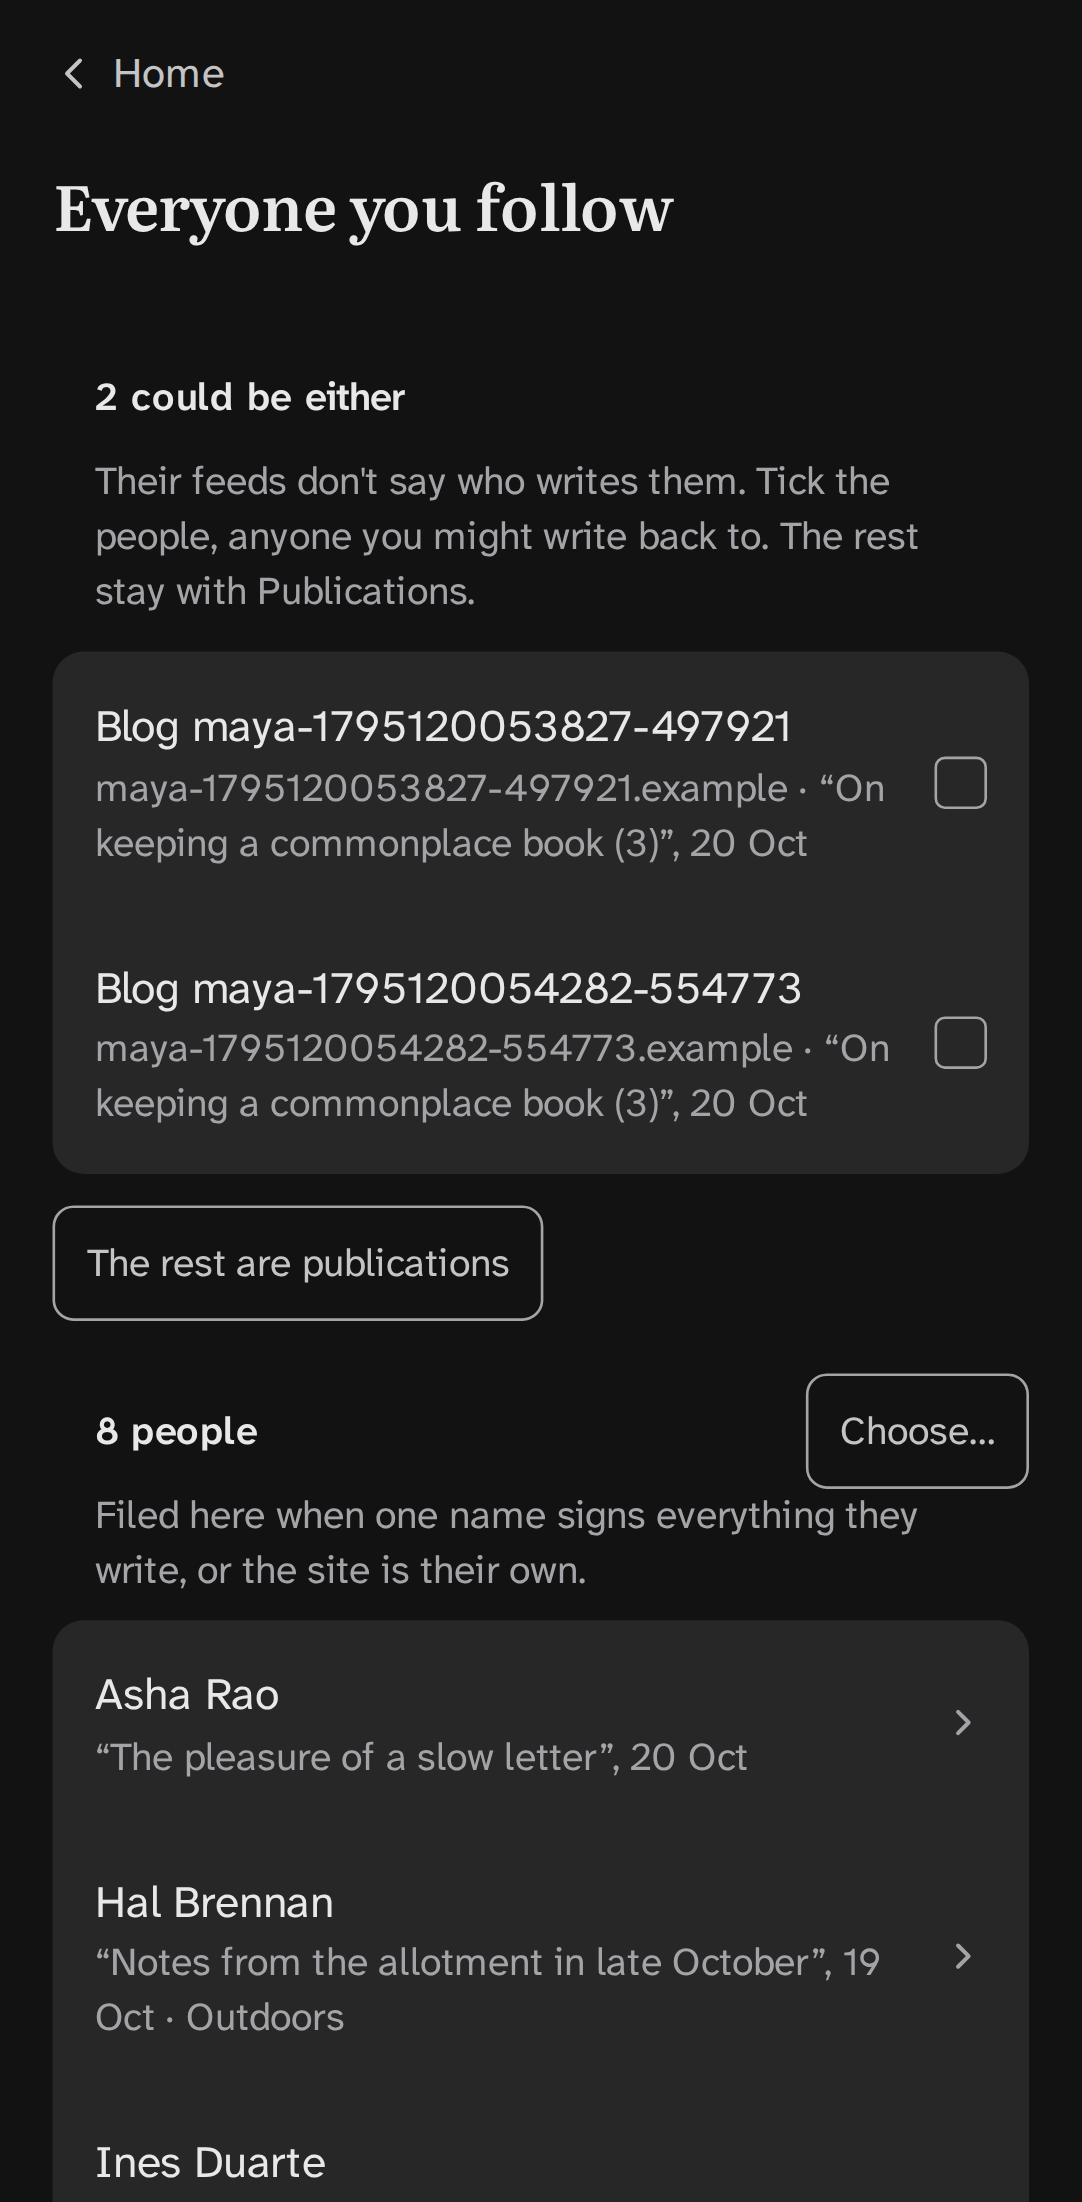 Home
Everyone you follow
2 could be either
Their feeds don't say who writes them. Tick the
people, anyone you might write back to. The rest
stay with Publications.
Blog maya-1795120053827-497921
maya-1795120053827-497921.example · “On
keeping a commonplace book (3)”, 20 Oct
Blog maya-1795120054282-554773
maya-1795120054282-554773.example · “On
keeping a commonplace book (3)”, 20 Oct
The rest are publications
8 people
Choose…
Filed here when one name signs everything they
write, or the site is their own.
Asha Rao
“The pleasure of a slow letter”, 20 Oct
Hal Brennan
“Notes from the allotment in late October”, 19
Oct · Outdoors
Ines Duarte